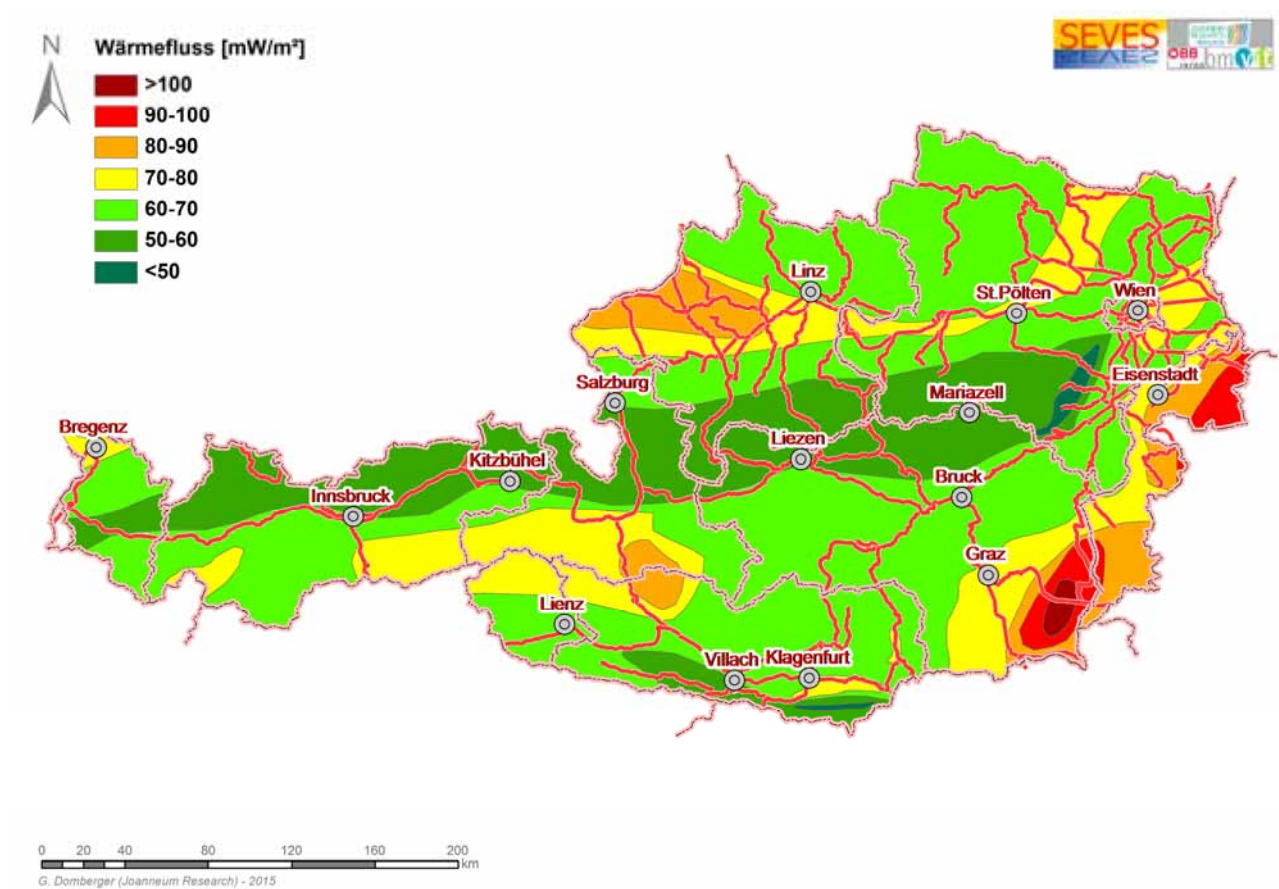 N
Wärmefluss [mW/m²]
>100
90-100
80-90
70-80
60-70
50-60
<50
SEVES
ÖBB
bmvit
Linz
St.Pölten
Wien
Salzburg
Eisenstadt
Mariazell
Bregenz
Liezen
Kitzbühel
Innsbruck
Bruck
Graz
Lienz
Villach
Klagenfurt
0 20 40 80 120 160 200
km
G. Domberger (Joanneum Research) - 2015